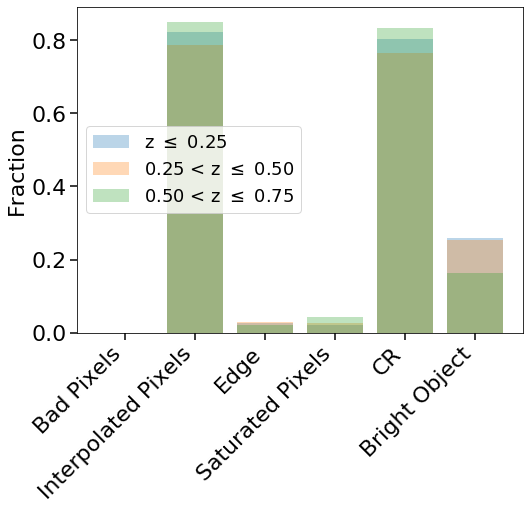 Fraction
0.8
0.6
0.4
0.2
0.0
z ≤ 0.25
0.25 < z ≤ 0.50
0.50 < z ≤ 0.75
Bad Pixels
Interpolated Pixels
Edge
Saturated Pixels
CR
Bright Object